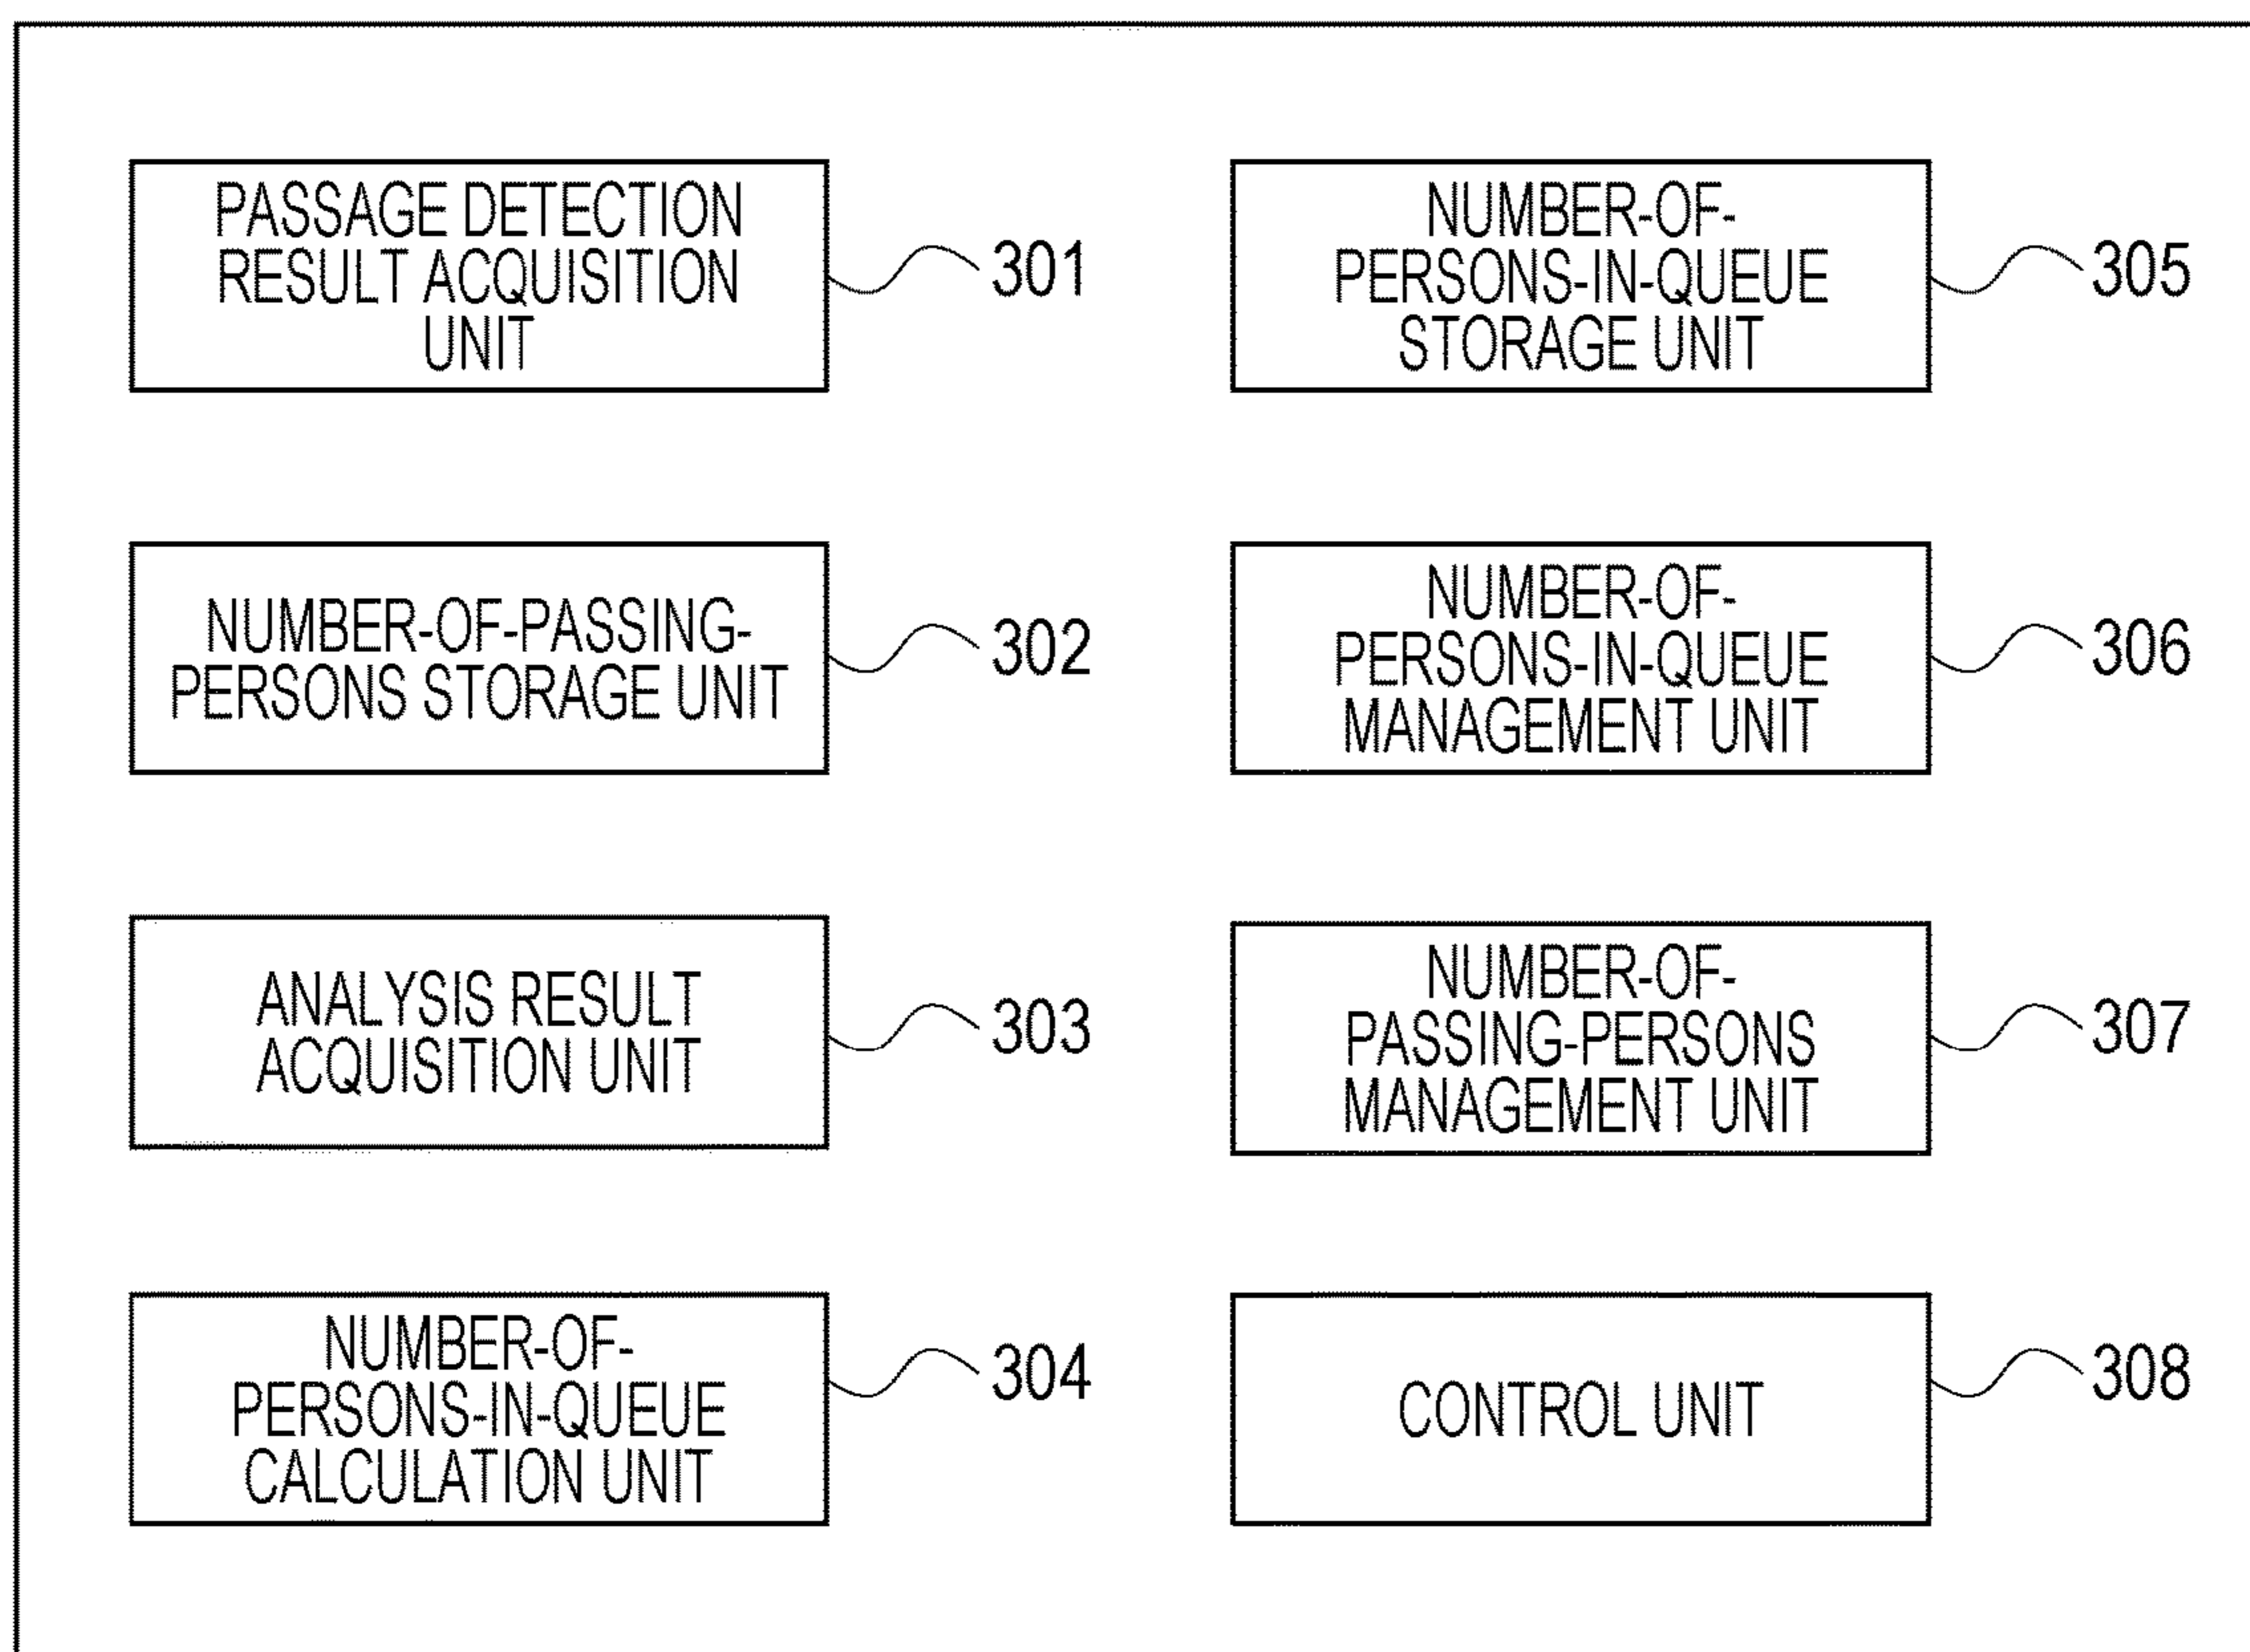 PASSAGE DETECTION
RESULT ACQUISITION
UNIT
301
NUMBER-OF-PASSING-
PERSONS STORAGE UNIT
302
ANALYSIS RESULT
ACQUISITION UNIT
303
NUMBER-OF-
PERSONS-IN-QUEUE
CALCULATION UNIT
304
NUMBER-OF-
PERSONS-IN-QUEUE
STORAGE UNIT
305
NUMBER-OF-
PERSONS-IN-QUEUE
MANAGEMENT UNIT
306
NUMBER-OF-
PASSING-PERSONS
MANAGEMENT UNIT
307
CONTROL UNIT
308